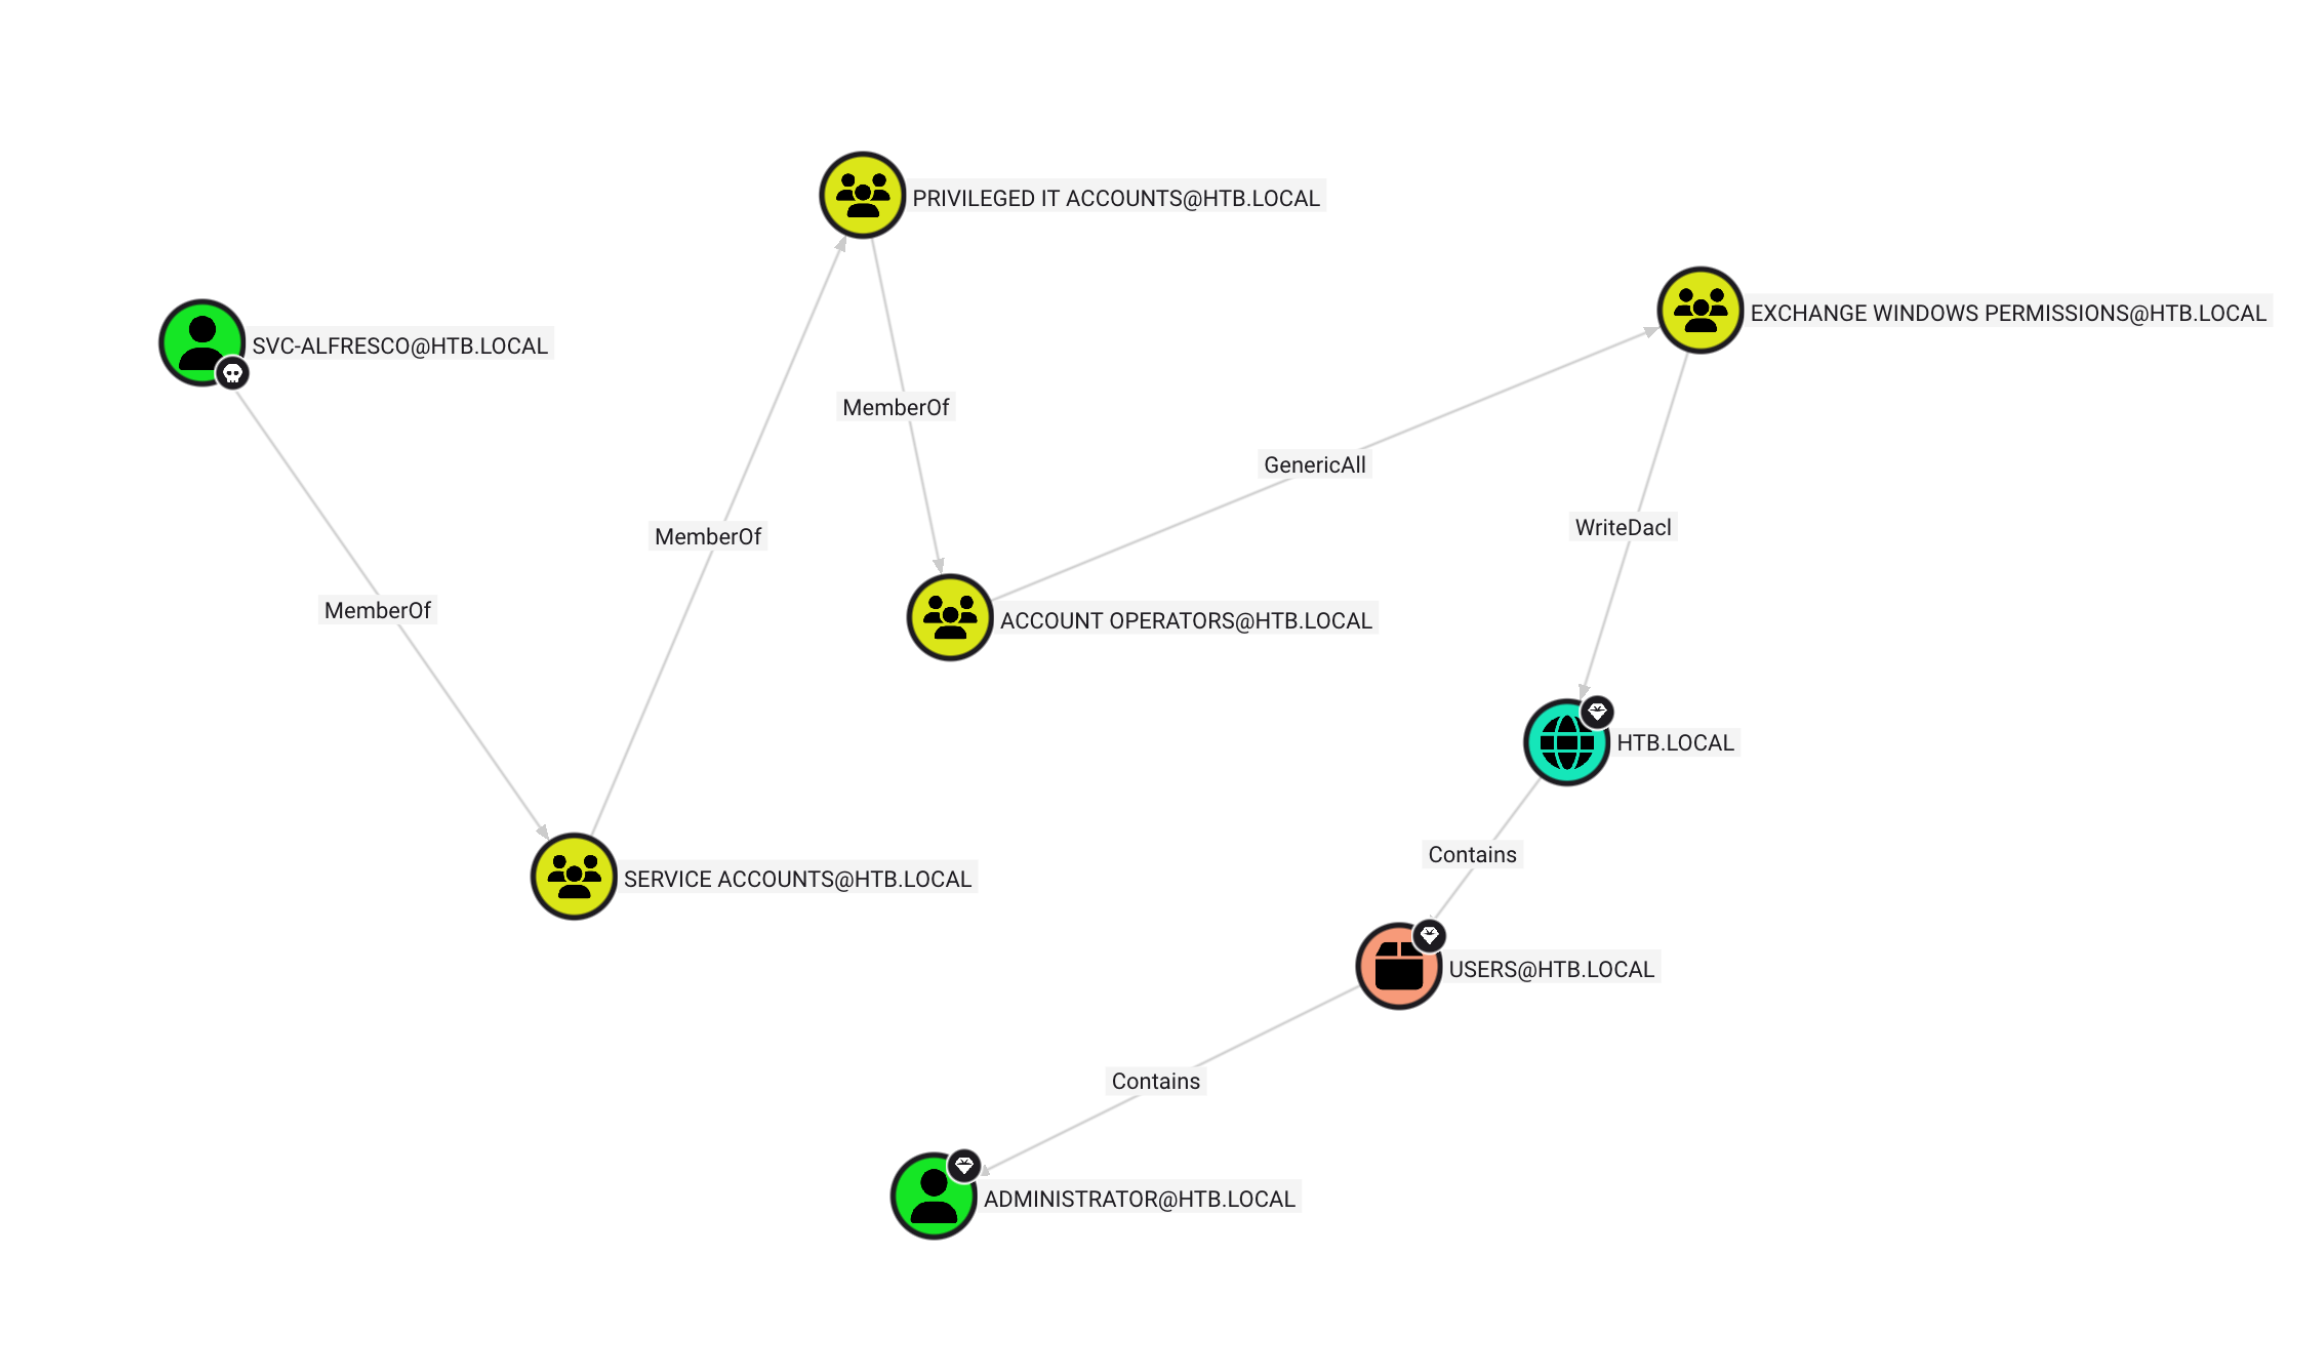 PRIVILEGED IT ACCOUNTS@HTB.LOCAL
EXCHANGE WINDOWS PERMISSIONS@HTB.LOCAL
SVC-ALFRESCO@HTB.LOCAL
MemberOf
GenericAll
WriteDacl
MemberOf
MemberOf
ACCOUNT OPERATORS@HTB.LOCAL
HTB.LOCAL
Contains
SERVICE ACCOUNTS@HTB.LOCAL
USERS@HTB.LOCAL
Contains
ADMINISTRATOR@HTB.LOCAL